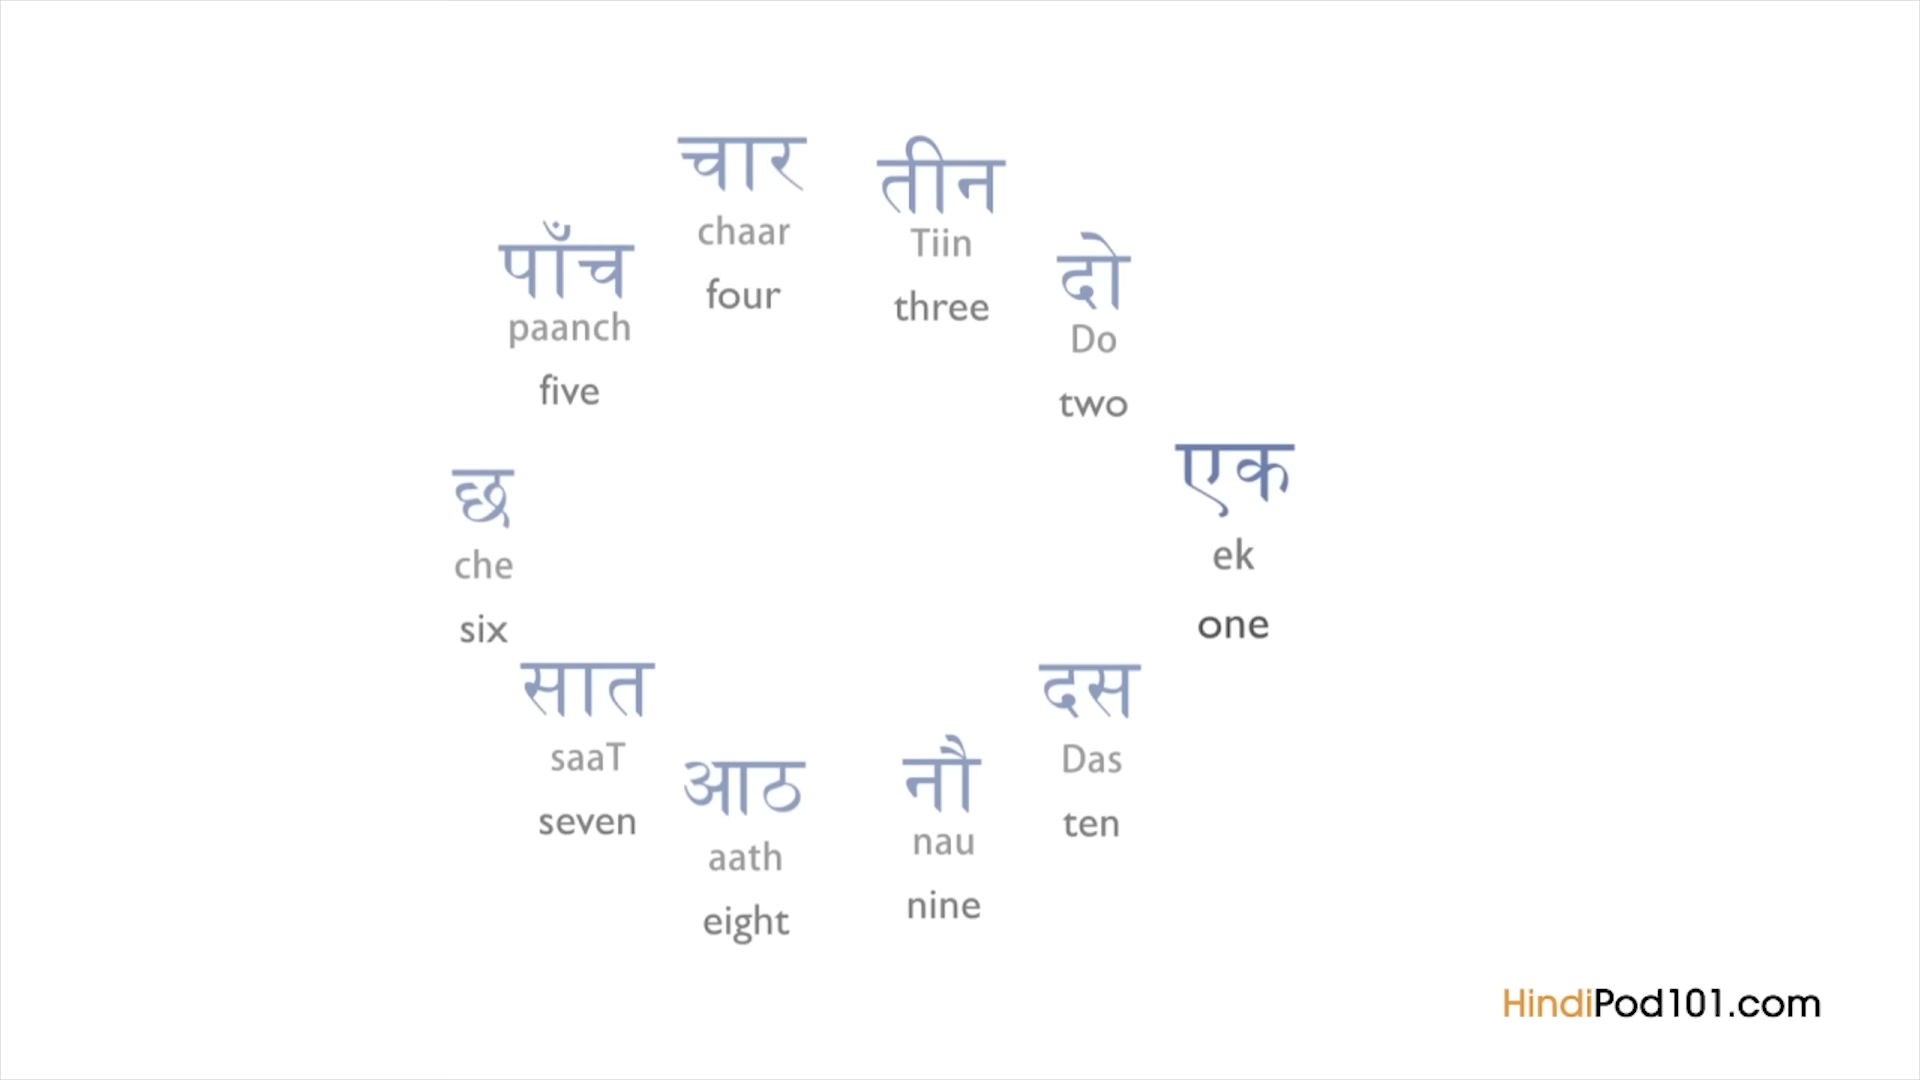 चार
chaar
four
तीन
Tiin
three
पाँच
paanch
five
दो
Do
two
एक
ek
one
छ
che
six
सात
saaT
seven
दस
Das
ten
आठ
aath
eight
नौ
nau
nine
HindiPod101.com